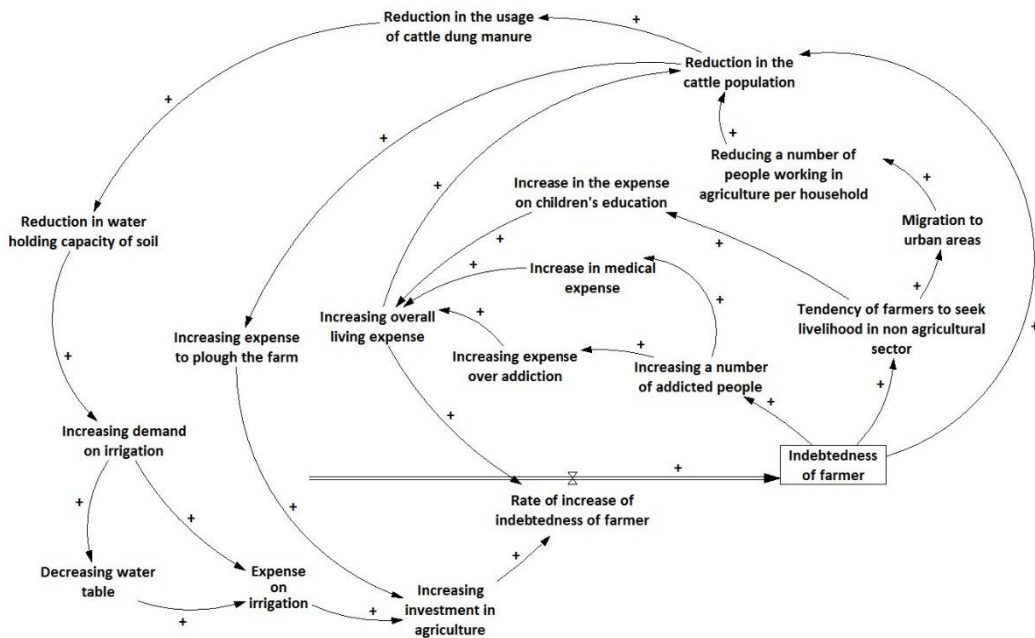 Reduction in the usage
of cattle dung manure
+
Reduction in the
cattle population
+
+
+
Reducing a number of
people working in
agriculture per household
+
+
Increase in the expense
on children's education
Reduction in water
holding capacity of soil
Migration to
urban areas
+
+
+
Increase in medical
expense
+
+
Increasing overall
living expense
Tendency of farmers to seek
livelihood in non agricultural
sector
+
+
Increasing expense
to plough the farm
+
Increasing expense
over addiction
+
Increasing a number
of addicted people
+
+
+
+
Increasing demand
on irrigation
Indebtedness
of farmer
+
Rate of increase of
indebtedness of farmer
+
+
+
+
Decreasing water
table
Expense
on
irrigation
Increasing
investment in
agriculture
+
+